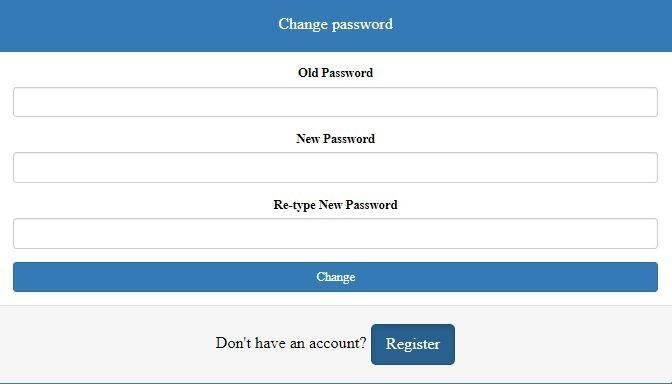 Change password
Old Password
New Password
Re-type New Password
Change
Don't have an account? Register